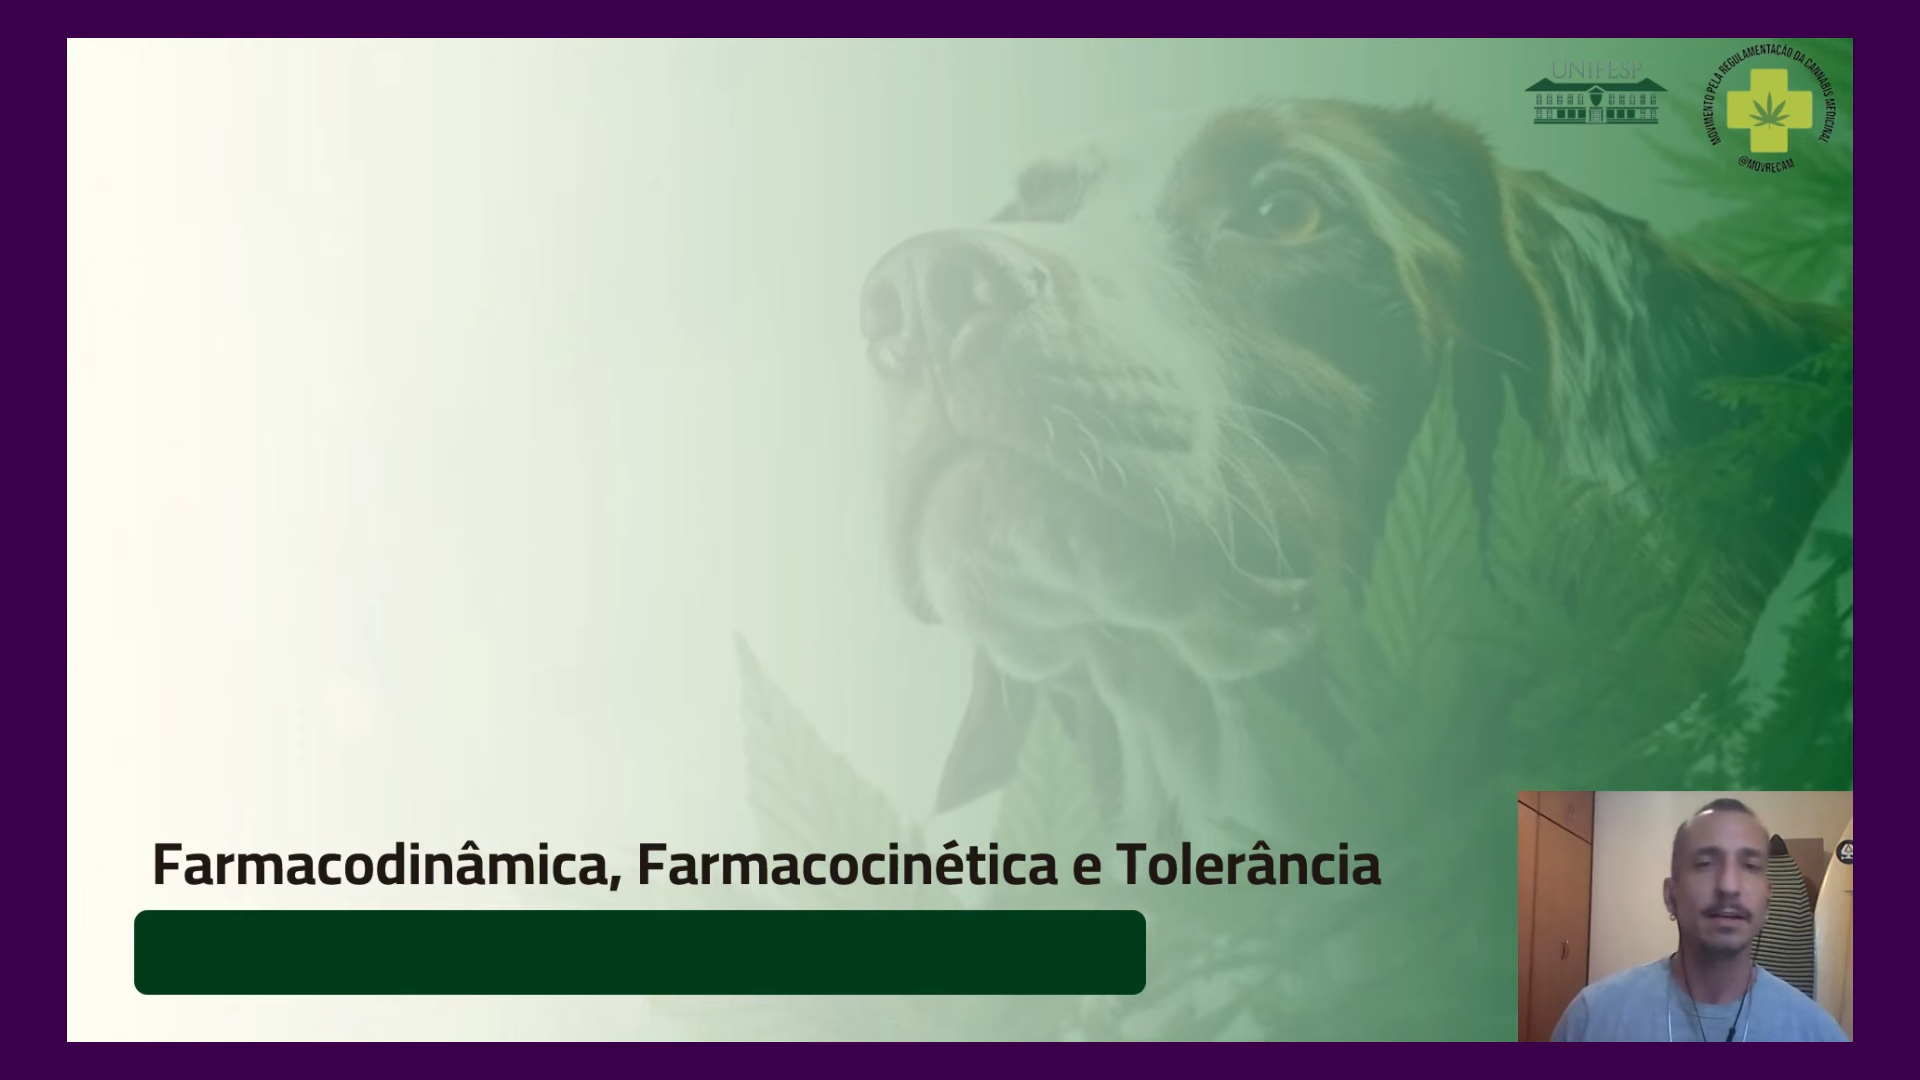 UNIFESP
MOVIMENTO PELA REGULAMENTAÇÃO DA CANNABIS MEDICINAL
@MOVRECAM
Farmacodinâmica, Farmacocinética e Tolerância